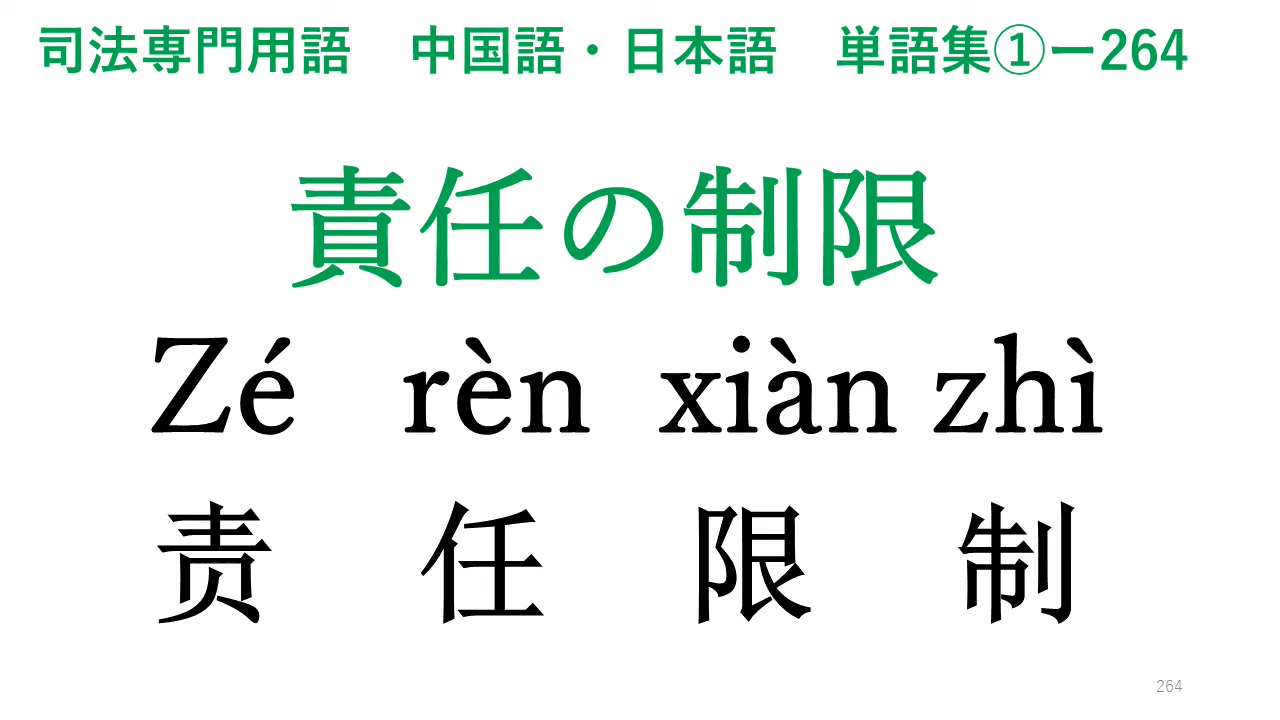 司法専門用語　中国語・日本語　単語集①ー264
責任の制限
Zé rèn xiàn zhì
责 任 限 制
264